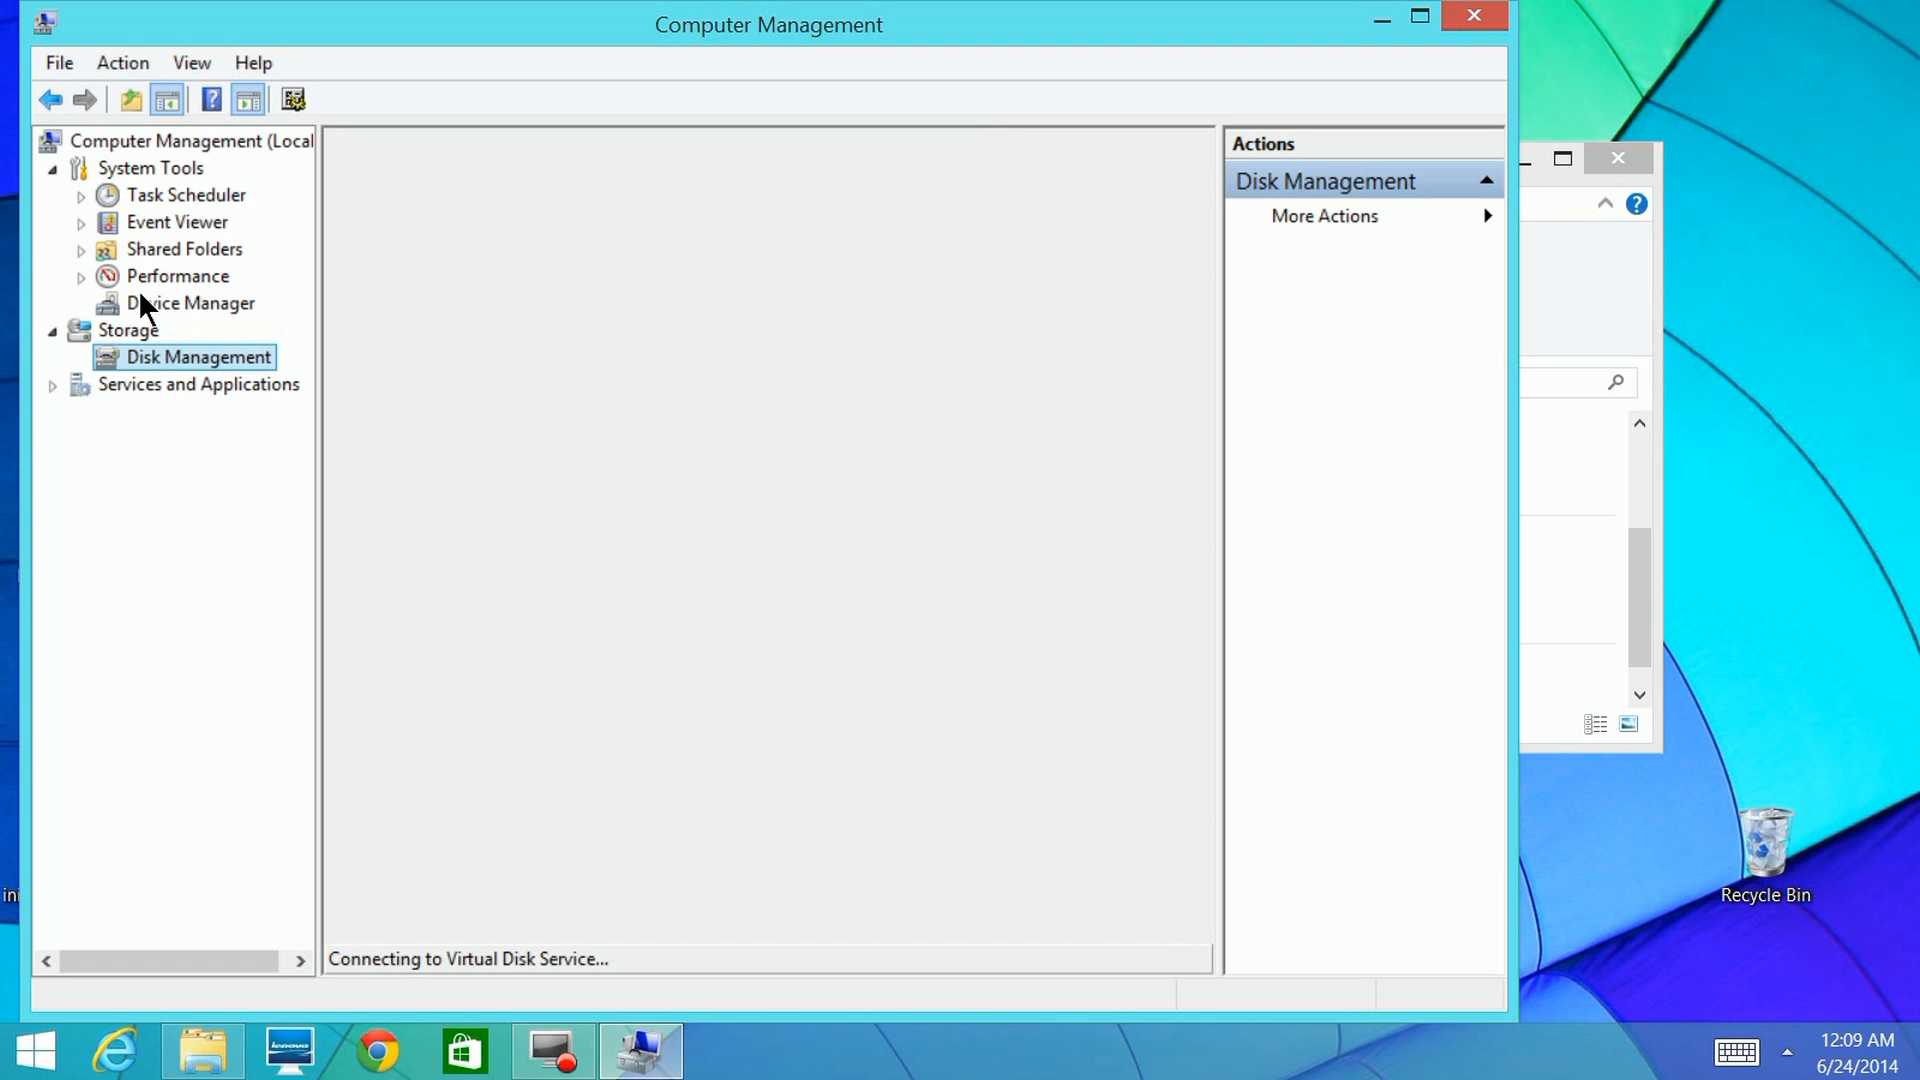 Computer Management
File Action View Help
Computer Management (Local
System Tools
Task Scheduler
Event Viewer
Shared Folders
Performance
Device Manager
Storage
Disk Management
Services and Applications
Connecting to Virtual Disk Service...
Actions
Disk Management
More Actions
Recycle Bin
ini
lenovo
12:09 AM
6/24/2014